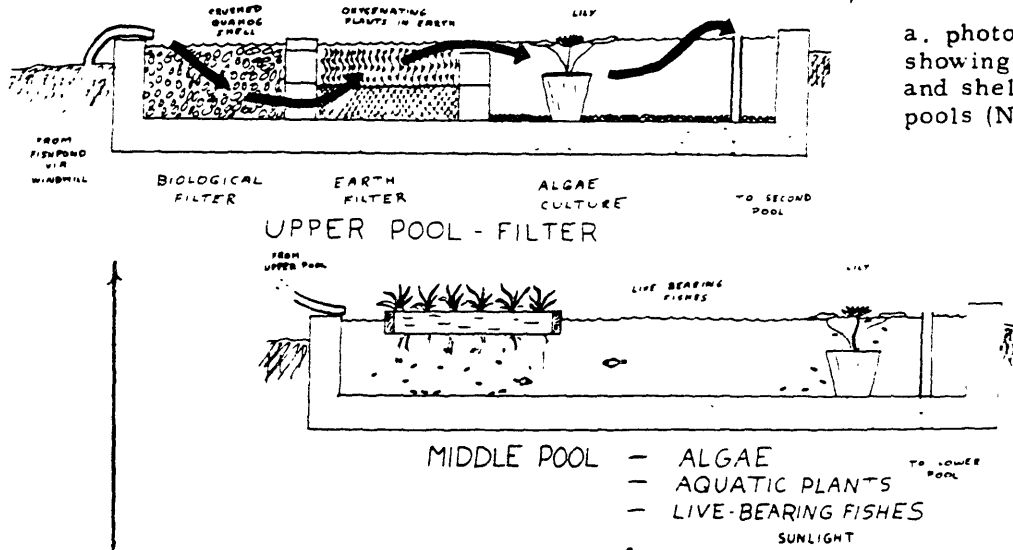 CRUSHED
QUAHOG
SHELL
OXYGENATING
PLANTS IN EARTH
LILY
a. photo
showing
and shel
pools (N
FROM
FISHPOND
VIA
WINDMILL
BIOLOGICAL
FILTER
EARTH
FILTER
ALGAE
CULTURE
TO SECOND
POOL
UPPER POOL - FILTER
FROM
UPPER POOL
LIVE BEARING
FISHES
LILY
MIDDLE POOL - ALGAE
- AQUATIC PLANTS
- LIVE-BEARING FISHES
TO LOWER
POOL
SUNLIGHT